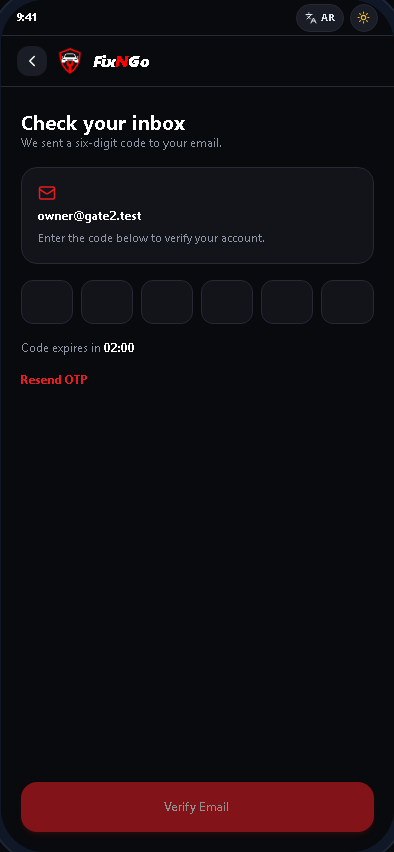 9:41
AR
FixNGo
Check your inbox
We sent a six-digit code to your email.
owner@gate2.test
Enter the code below to verify your account.
Code expires in 02:00
Resend OTP
Verify Email